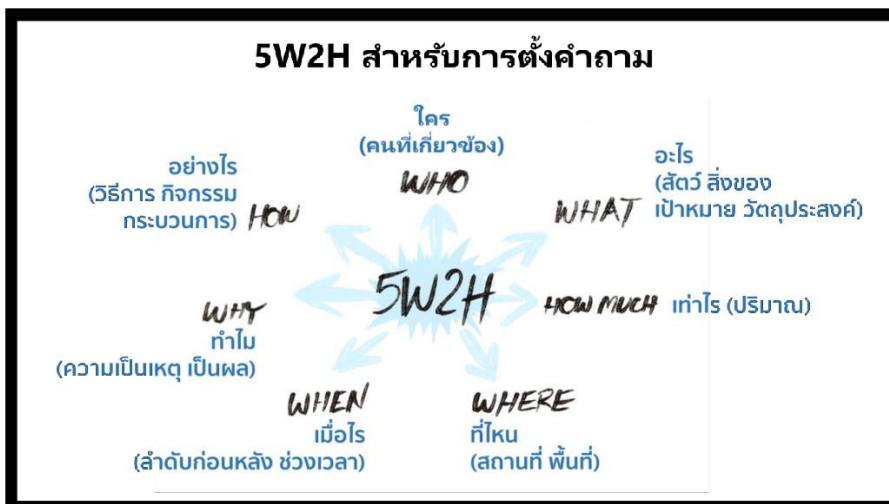 5W2H สำหรับการตั้งคำถาม
ใคร
(คนที่เกี่ยวข้อง)
WHO
อะไร
(สัตว์ สิ่งของ
เป้าหมาย วัตถุประสงค์)
WHAT
อย่างไร
(วิธีการ กิจกรรม
กระบวนการ)
HOW
5W2H
HOW MUCH
เท่าไร (ปริมาณ)
WHY
ทำไม
(ความเป็นเหตุ เป็นผล)
WHEN
เมื่อไร
(ลำดับก่อนหลัง ช่วงเวลา)
WHERE
ที่ไหน
(สถานที่ พื้นที่)